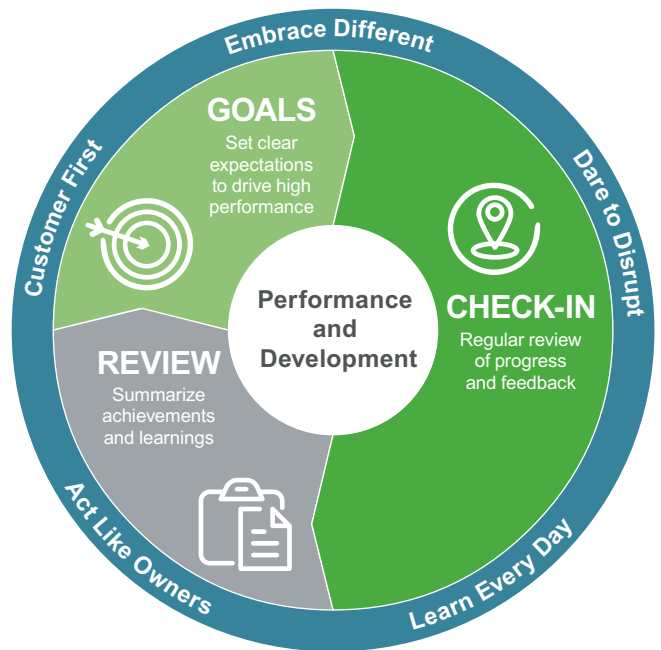 Embrace Different
GOALS
Set clear
expectations
to drive high
performance
Customer First
Dare to Disrupt
CHECK-IN
Regular review
of progress
and feedback
Performance
and
Development
REVIEW
Summarize
achievements
and learnings
Act Like Owners
Learn Every Day